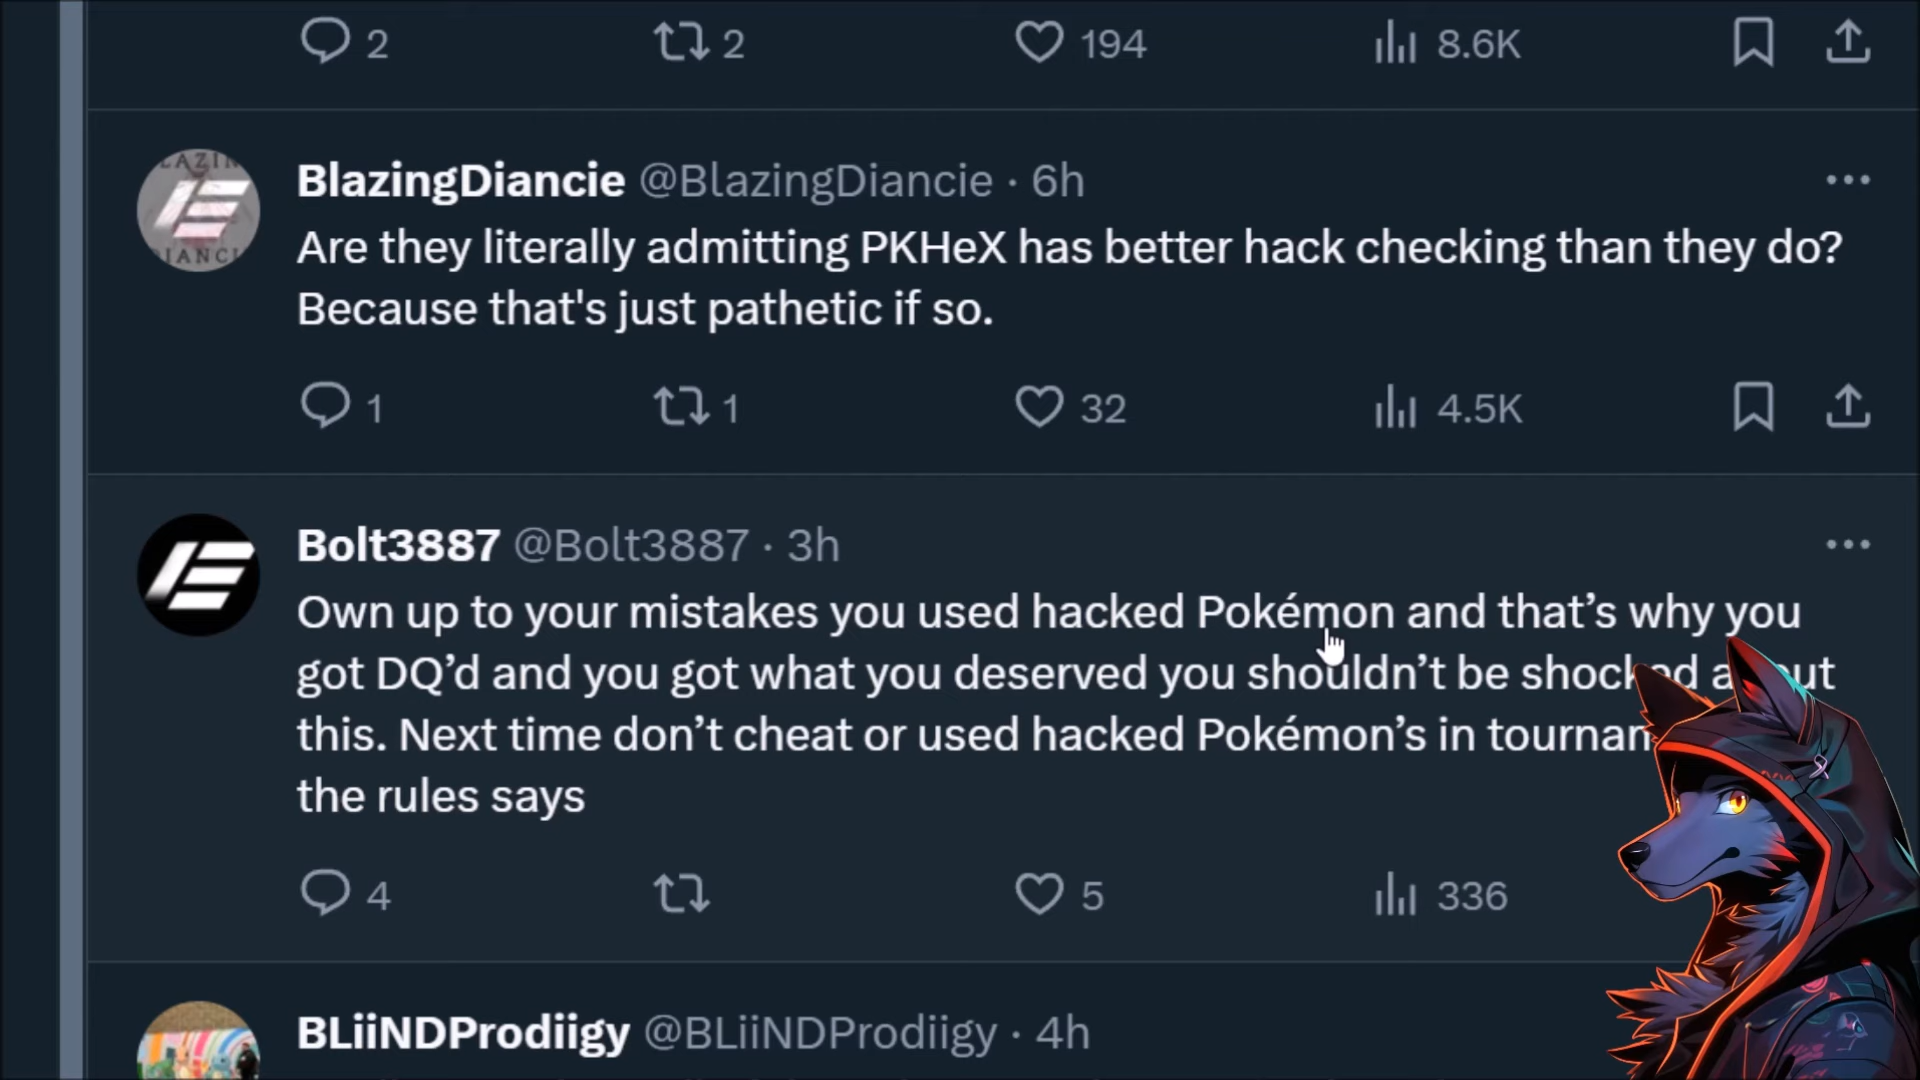 2 2 194 8.6K
BlazingDiancie @BlazingDiancie · 6h
Are they literally admitting PKHeX has better hack checking than they do?
Because that's just pathetic if so.
1 1 32 4.5K
Bolt3887 @Bolt3887 · 3h
Own up to your mistakes you used hacked Pokémon and that’s why you
got DQ’d and you got what you deserved you shouldn’t be shocked about
this. Next time don’t cheat or used hacked Pokémon’s in
the rules says
4 5 336
BLiiNDProdiigy @BLiiNDProdiigy · 4h